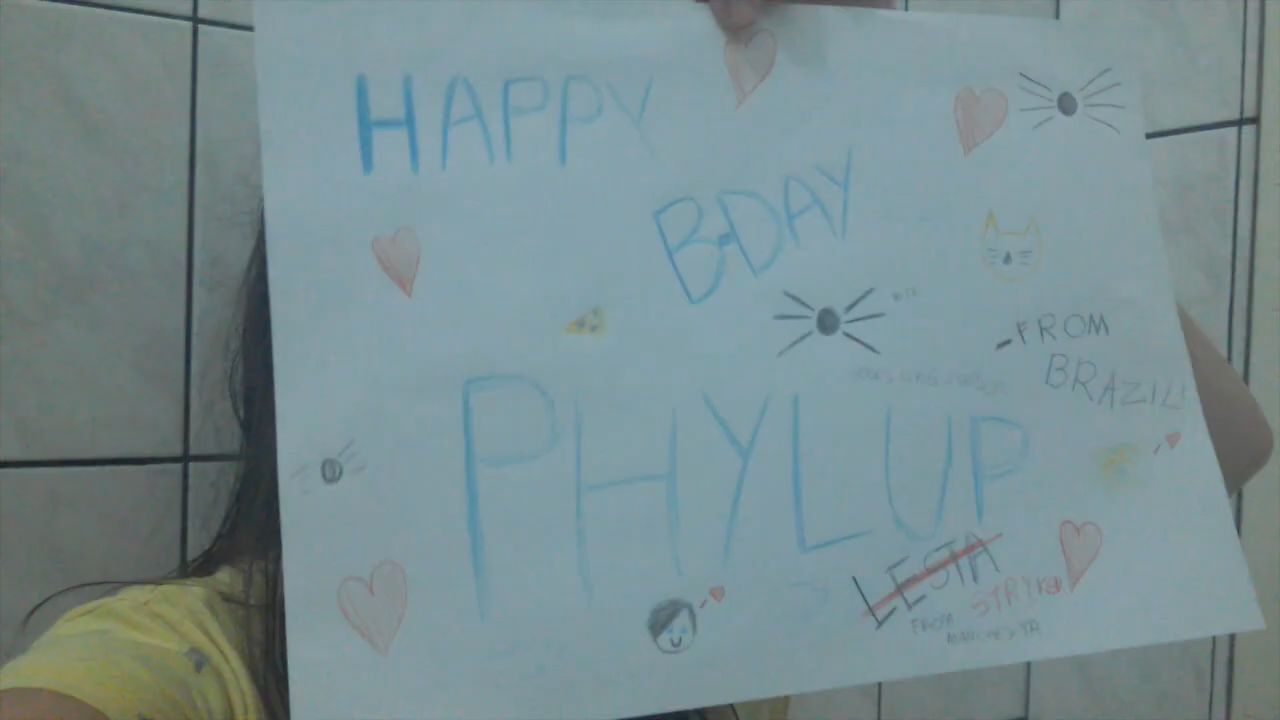 HAPPY
B-DAY
- FROM
BRAZIL!
PHYLUP
LESTA
STRYKER
FROM